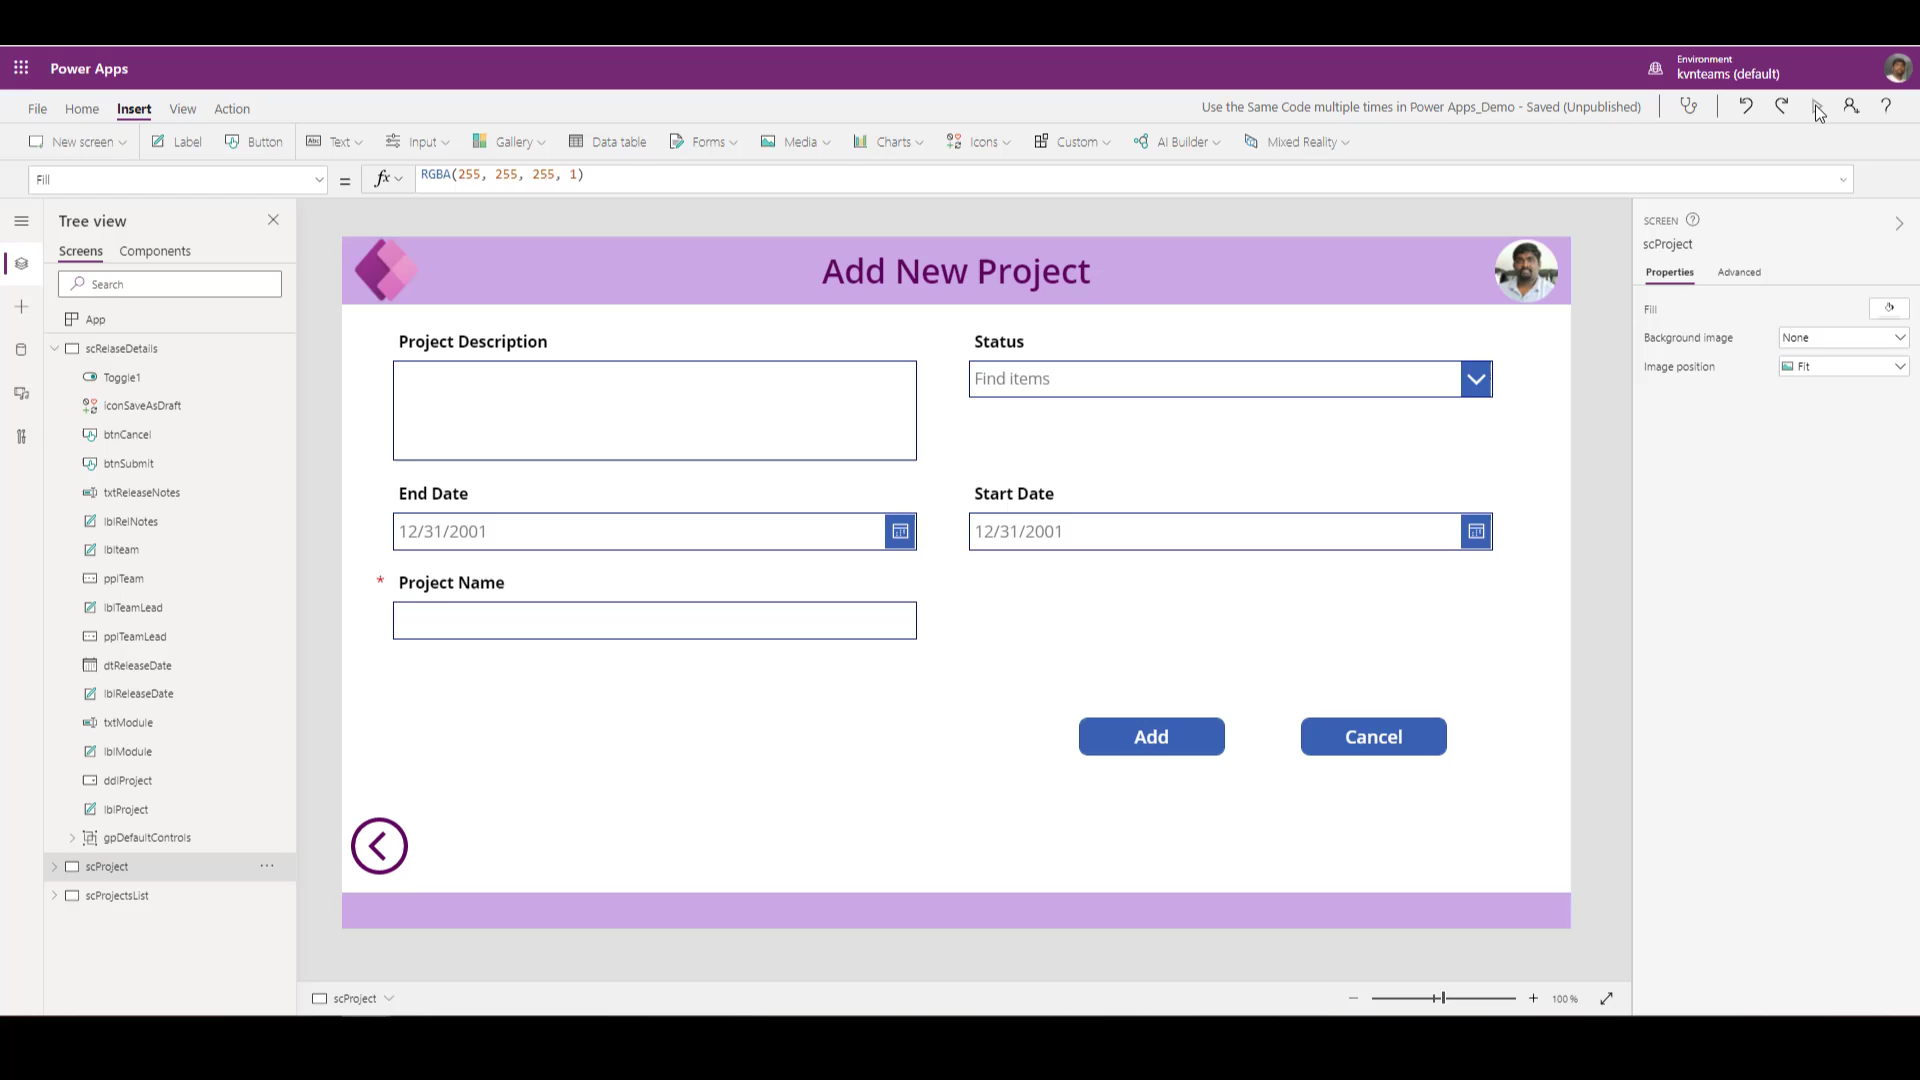 Power Apps
Environment
kvnteams (default)
File Home Insert View Action
Use the Same Code multiple times in Power Apps_Demo - Saved (Unpublished)
New screen Label Button Text Input Gallery Data table Forms Media Charts Icons Custom AI Builder Mixed Reality
Fill = fx RGBA(255, 255, 255, 1)
Tree view
Screens Components
Search
App
scRelaseDetails
Toggle1
iconSaveAsDraft
btnCancel
btnSubmit
txtReleaseNotes
lblRelNotes
lblteam
pplTeam
lblTeamLead
pplTeamLead
dtReleaseDate
lblReleaseDate
txtModule
lblModule
ddlProject
lblProject
gpDefaultControls
scProject ...
scProjectsList
Add New Project
Project Description
Status
Find items
End Date
Start Date
12/31/2001
12/31/2001
* Project Name
Add
Cancel
scProject
100 %
SCREEN
scProject
Properties Advanced
Fill
Background image None
Image position Fit